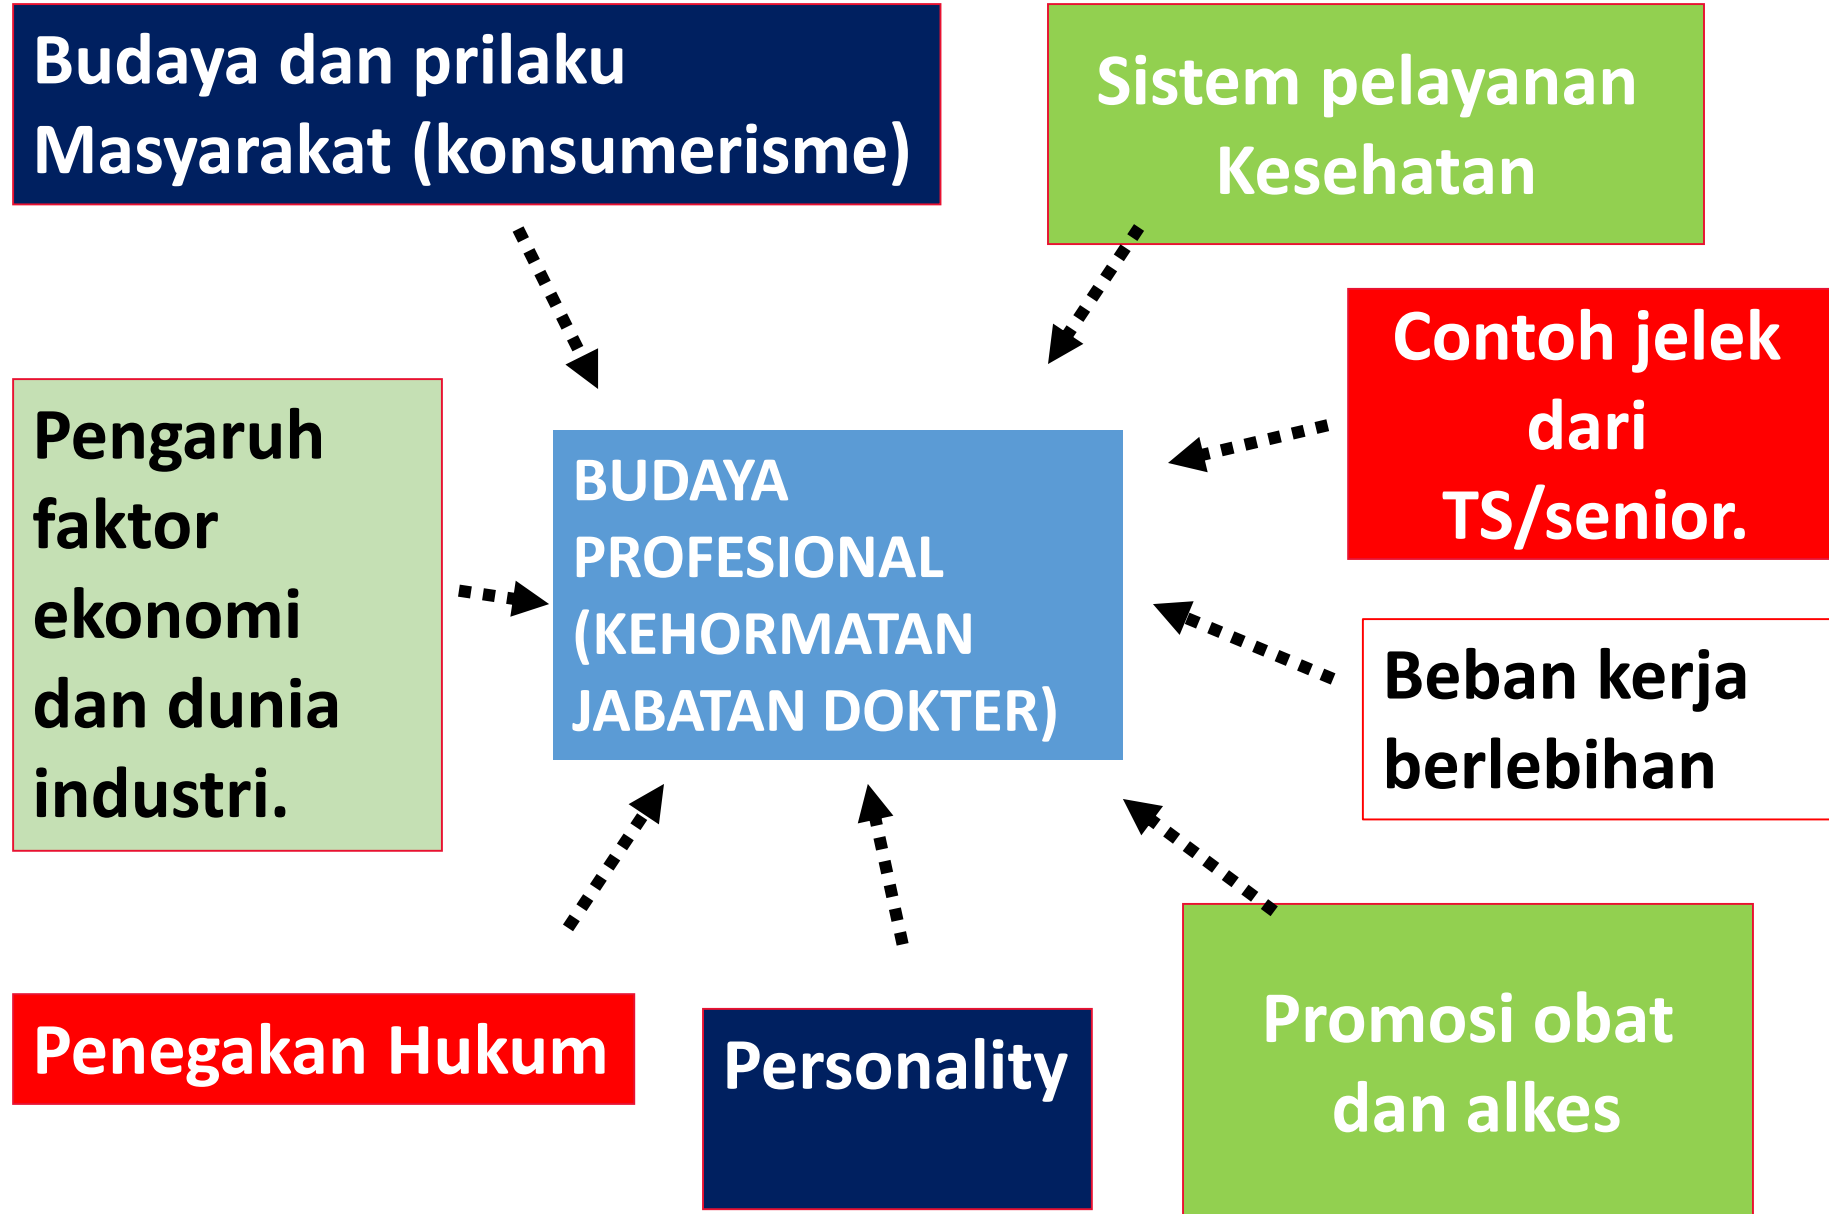 Budaya dan prilaku
Masyarakat (konsumerisme)
Sistem pelayanan
Kesehatan
Contoh jelek
dari
TS/senior.
Pengaruh
faktor
ekonomi
dan dunia
industri.
BUDAYA
PROFESIONAL
(KEHORMATAN
JABATAN DOKTER)
Beban kerja
berlebihan
Penegakan Hukum
Personality
Promosi obat
dan alkes